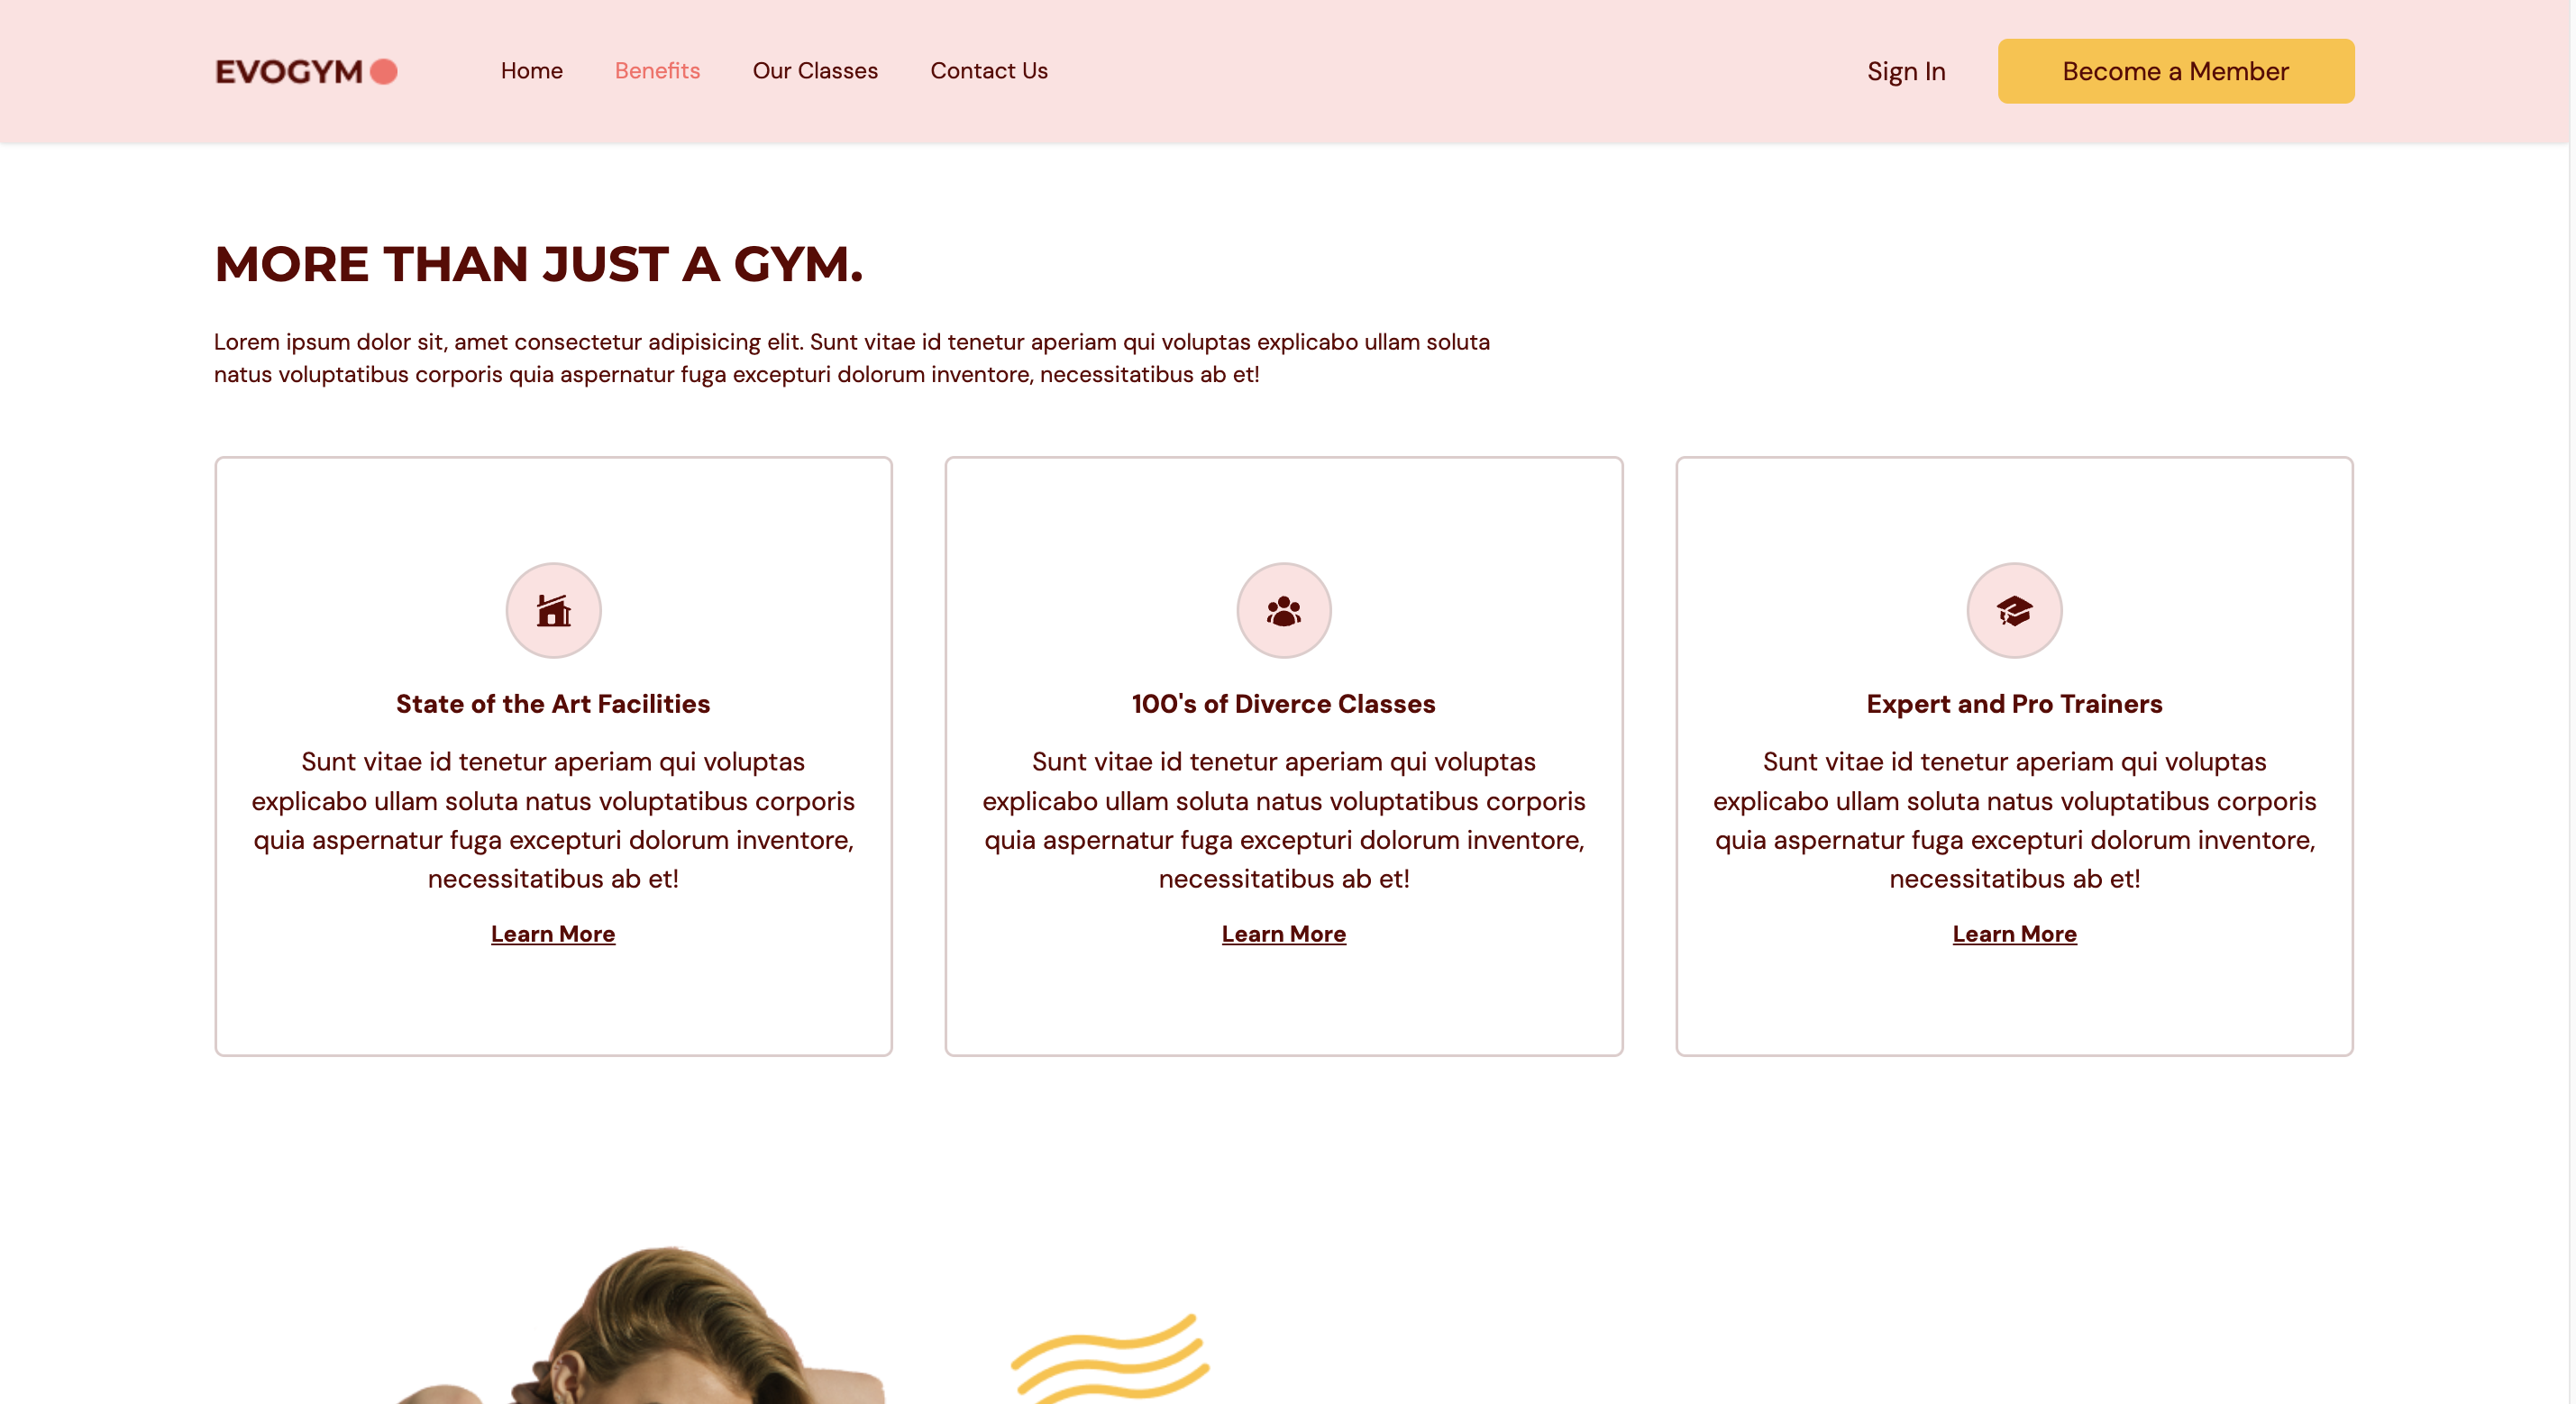 EVOGYM
Home
Benefits
Our Classes
Contact Us
Sign In
Become a Member
MORE THAN JUST A GYM.
Lorem ipsum dolor sit, amet consectetur adipisicing elit. Sunt vitae id tenetur aperiam qui voluptas explicabo ullam soluta
natus voluptatibus corporis quia aspernatur fuga excepturi dolorum inventore, necessitatibus ab et!
State of the Art Facilities
Sunt vitae id tenetur aperiam qui voluptas
explicabo ullam soluta natus voluptatibus corporis
quia aspernatur fuga excepturi dolorum inventore,
necessitatibus ab et!
Learn More
100's of Diverce Classes
Sunt vitae id tenetur aperiam qui voluptas
explicabo ullam soluta natus voluptatibus corporis
quia aspernatur fuga excepturi dolorum inventore,
necessitatibus ab et!
Learn More
Expert and Pro Trainers
Sunt vitae id tenetur aperiam qui voluptas
explicabo ullam soluta natus voluptatibus corporis
quia aspernatur fuga excepturi dolorum inventore,
necessitatibus ab et!
Learn More